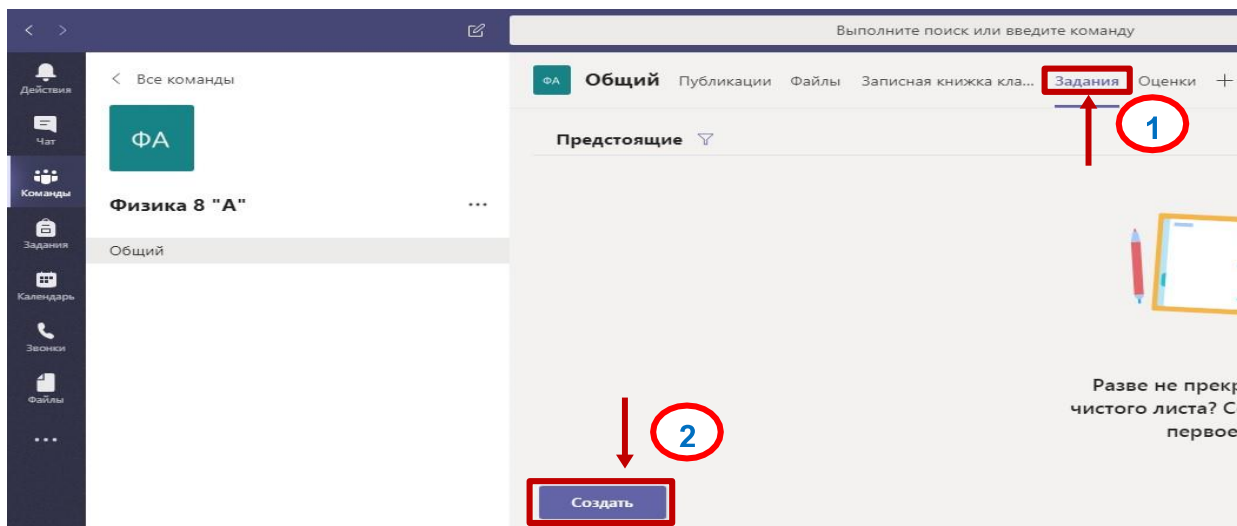 Выполните поиск или введите команду
Действия
Чат
Команды
Задания
Календарь
Звонки
Файлы
Все команды
ФА
Физика 8 "А"
Общий
ФА Общий Публикации Файлы Записная книжка кла... Задания Оценки
1
Предстоящие
Разве не прекр
чистого листа? С
первое
2
Создать